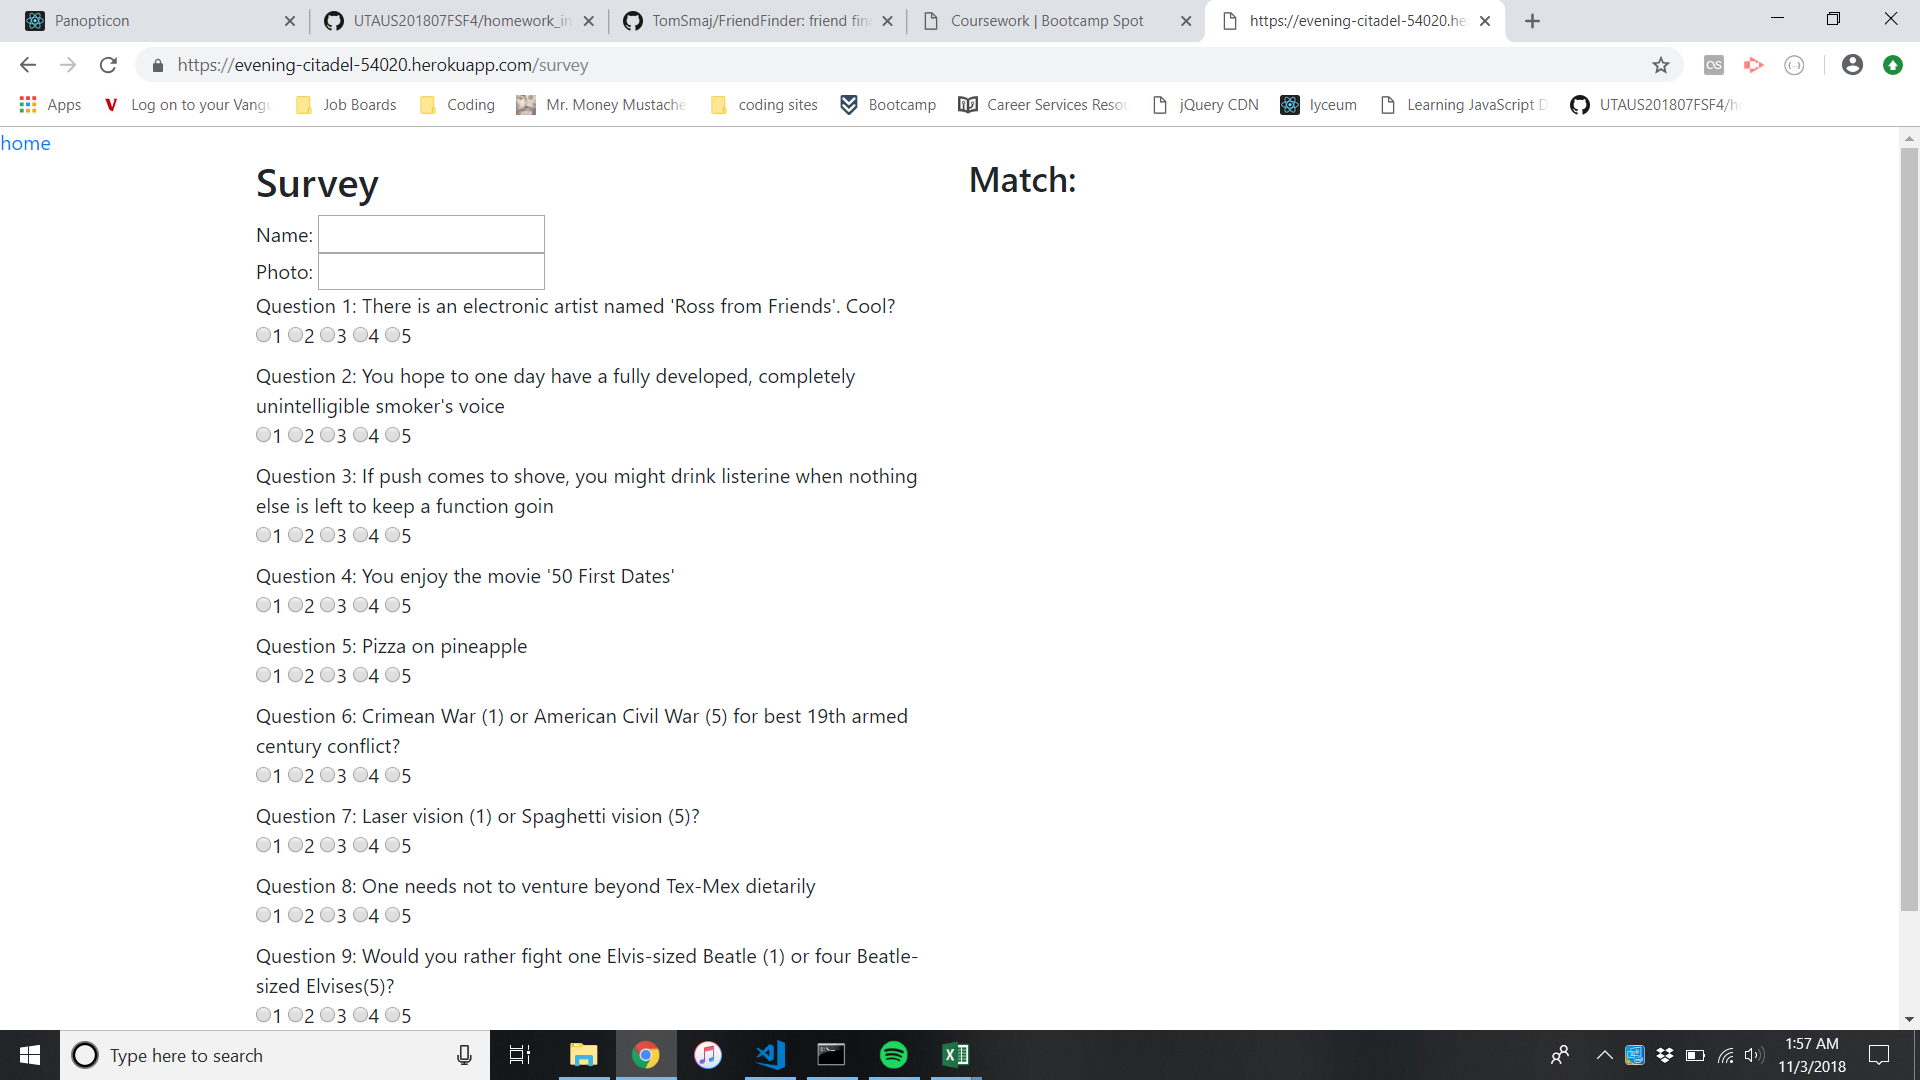 Panopticon
UTAUS201807FSF4/homework_in
TomSmaj/FriendFinder: friend fin
Coursework | Bootcamp Spot
https://evening-citadel-54020.he
https://evening-citadel-54020.herokuapp.com/survey
Apps
Log on to your Vangu
Job Boards
Coding
Mr. Money Mustache
coding sites
Bootcamp
Career Services Resou
jQuery CDN
lyceum
Learning JavaScript D
UTAUS201807FSF4/h
home
Survey
Match:
Name:
Photo:
Question 1: There is an electronic artist named 'Ross from Friends'. Cool?
1 2 3 4 5
Question 2: You hope to one day have a fully developed, completely
unintelligible smoker's voice
1 2 3 4 5
Question 3: If push comes to shove, you might drink listerine when nothing
else is left to keep a function goin
1 2 3 4 5
Question 4: You enjoy the movie '50 First Dates'
1 2 3 4 5
Question 5: Pizza on pineapple
1 2 3 4 5
Question 6: Crimean War (1) or American Civil War (5) for best 19th armed
century conflict?
1 2 3 4 5
Question 7: Laser vision (1) or Spaghetti vision (5)?
1 2 3 4 5
Question 8: One needs not to venture beyond Tex-Mex dietarily
1 2 3 4 5
Question 9: Would you rather fight one Elvis-sized Beatle (1) or four Beatle-
sized Elvises(5)?
1 2 3 4 5
Type here to search
1:57 AM
11/3/2018